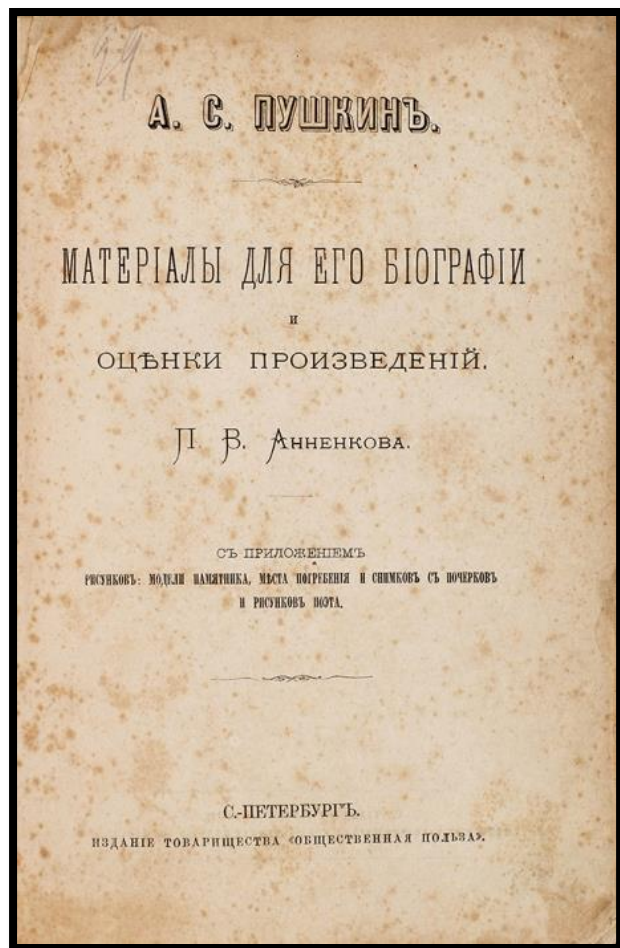 А. С. ПУШКИНЪ.
МАТЕРІАЛЫ ДЛЯ ЕГО БІОГРАФІИ
И
ОЦѢНКИ ПРОИЗВЕДЕНІЙ.
П. В. АННЕНКОВА.
СЪ ПРИЛОЖЕНІЕМЪ
РИСУНКОВЪ: МОДЕЛИ ПАМЯТНИКА, МѢСТА ПОГРЕБЕНІЯ И СНИМКОВЪ СЪ ПОЧЕРКОВЪ
И РИСУНКОВЪ ПОЭТА.
С.-ПЕТЕРБУРГЪ.
ИЗДАНІЕ ТОВАРИЩЕСТВА «ОБЩЕСТВЕННАЯ ПОЛЬЗА».